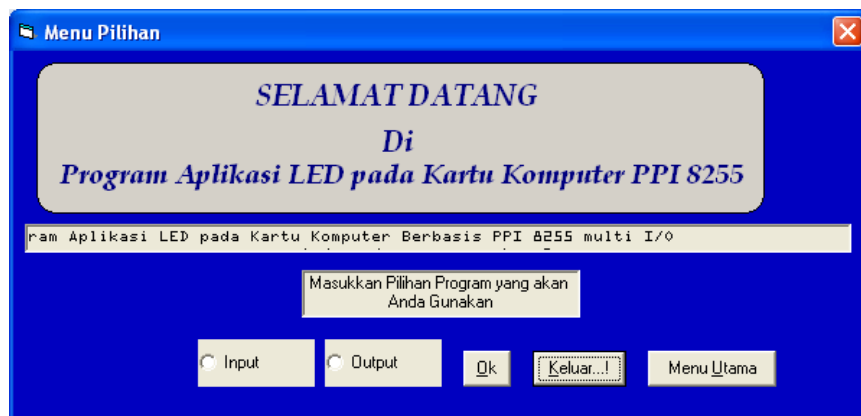 Menu Pilihan
SELAMAT DATANG
Di
Program Aplikasi LED pada Kartu Komputer PPI 8255
ram Aplikasi LED pada Kartu Komputer Berbasis PPI 8255 multi I/O
Masukkan Pilihan Program yang akan
Anda Gunakan
Input Output Ok Keluar...! Menu Utama